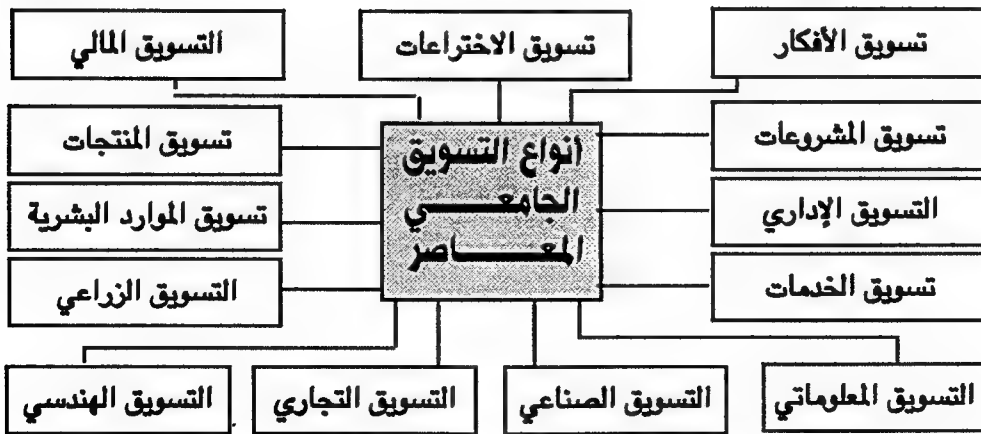 تسويق الأفكار
تسويق الاختراعات
التسويق المالي
تسويق المشروعات
أنواع التسويق
الجامعـــي
المعـــاصر
تسويق المنتجات
التسويق الإداري
تسويق الموارد البشرية
تسويق الخدمات
التسويق الزراعي
التسويق المعلوماتي
التسويق الصناعي
التسويق التجاري
التسويق الهندسي